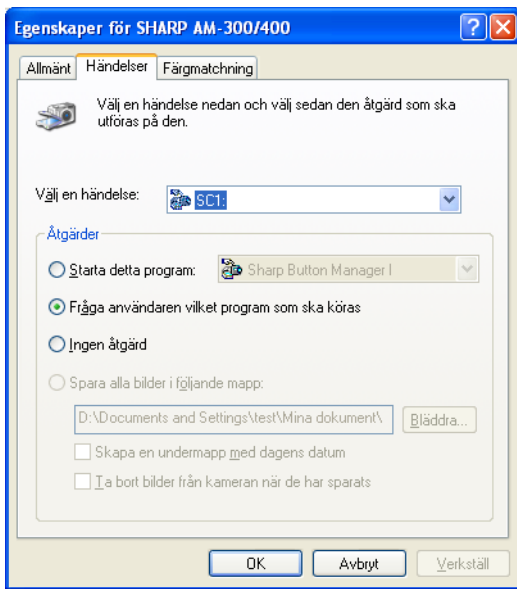 Egenskaper för SHARP AM-300/400
Allmänt Händelser Färgmatchning
Välj en händelse nedan och välj sedan den åtgärd som ska
utföras på den.
Välj en händelse: SC1:
Åtgärder
Starta detta program: Sharp Button Manager I
Fråga användaren vilket program som ska köras
Ingen åtgärd
Spara alla bilder i följande mapp:
D:\Documents and Settings\test\Mina dokument\ Bläddra...
Skapa en undermapp med dagens datum
Ta bort bilder från kameran när de har sparats
OK Avbryt Verkställ